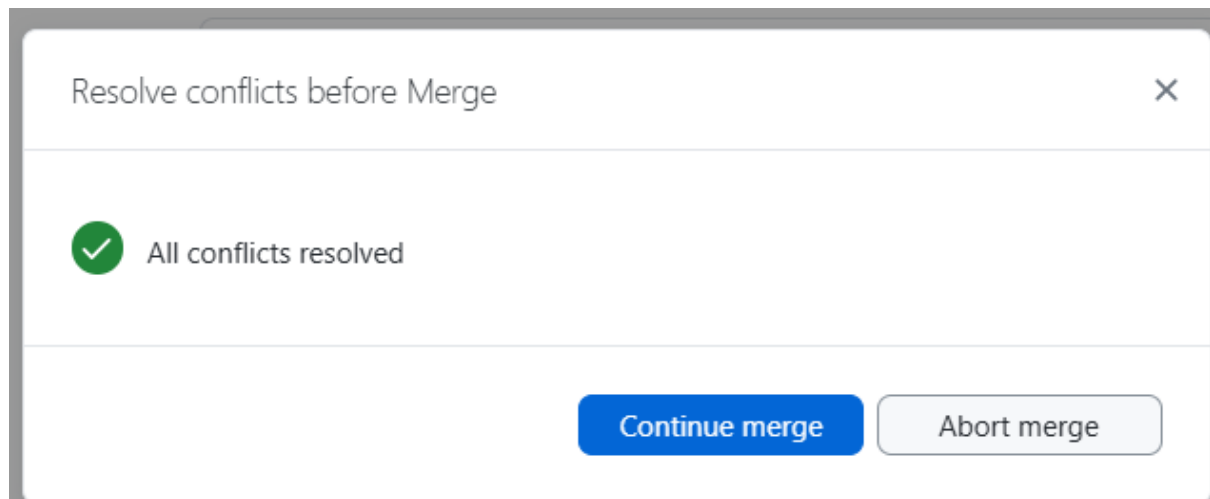 Resolve conflicts before Merge
All conflicts resolved
Continue merge
Abort merge